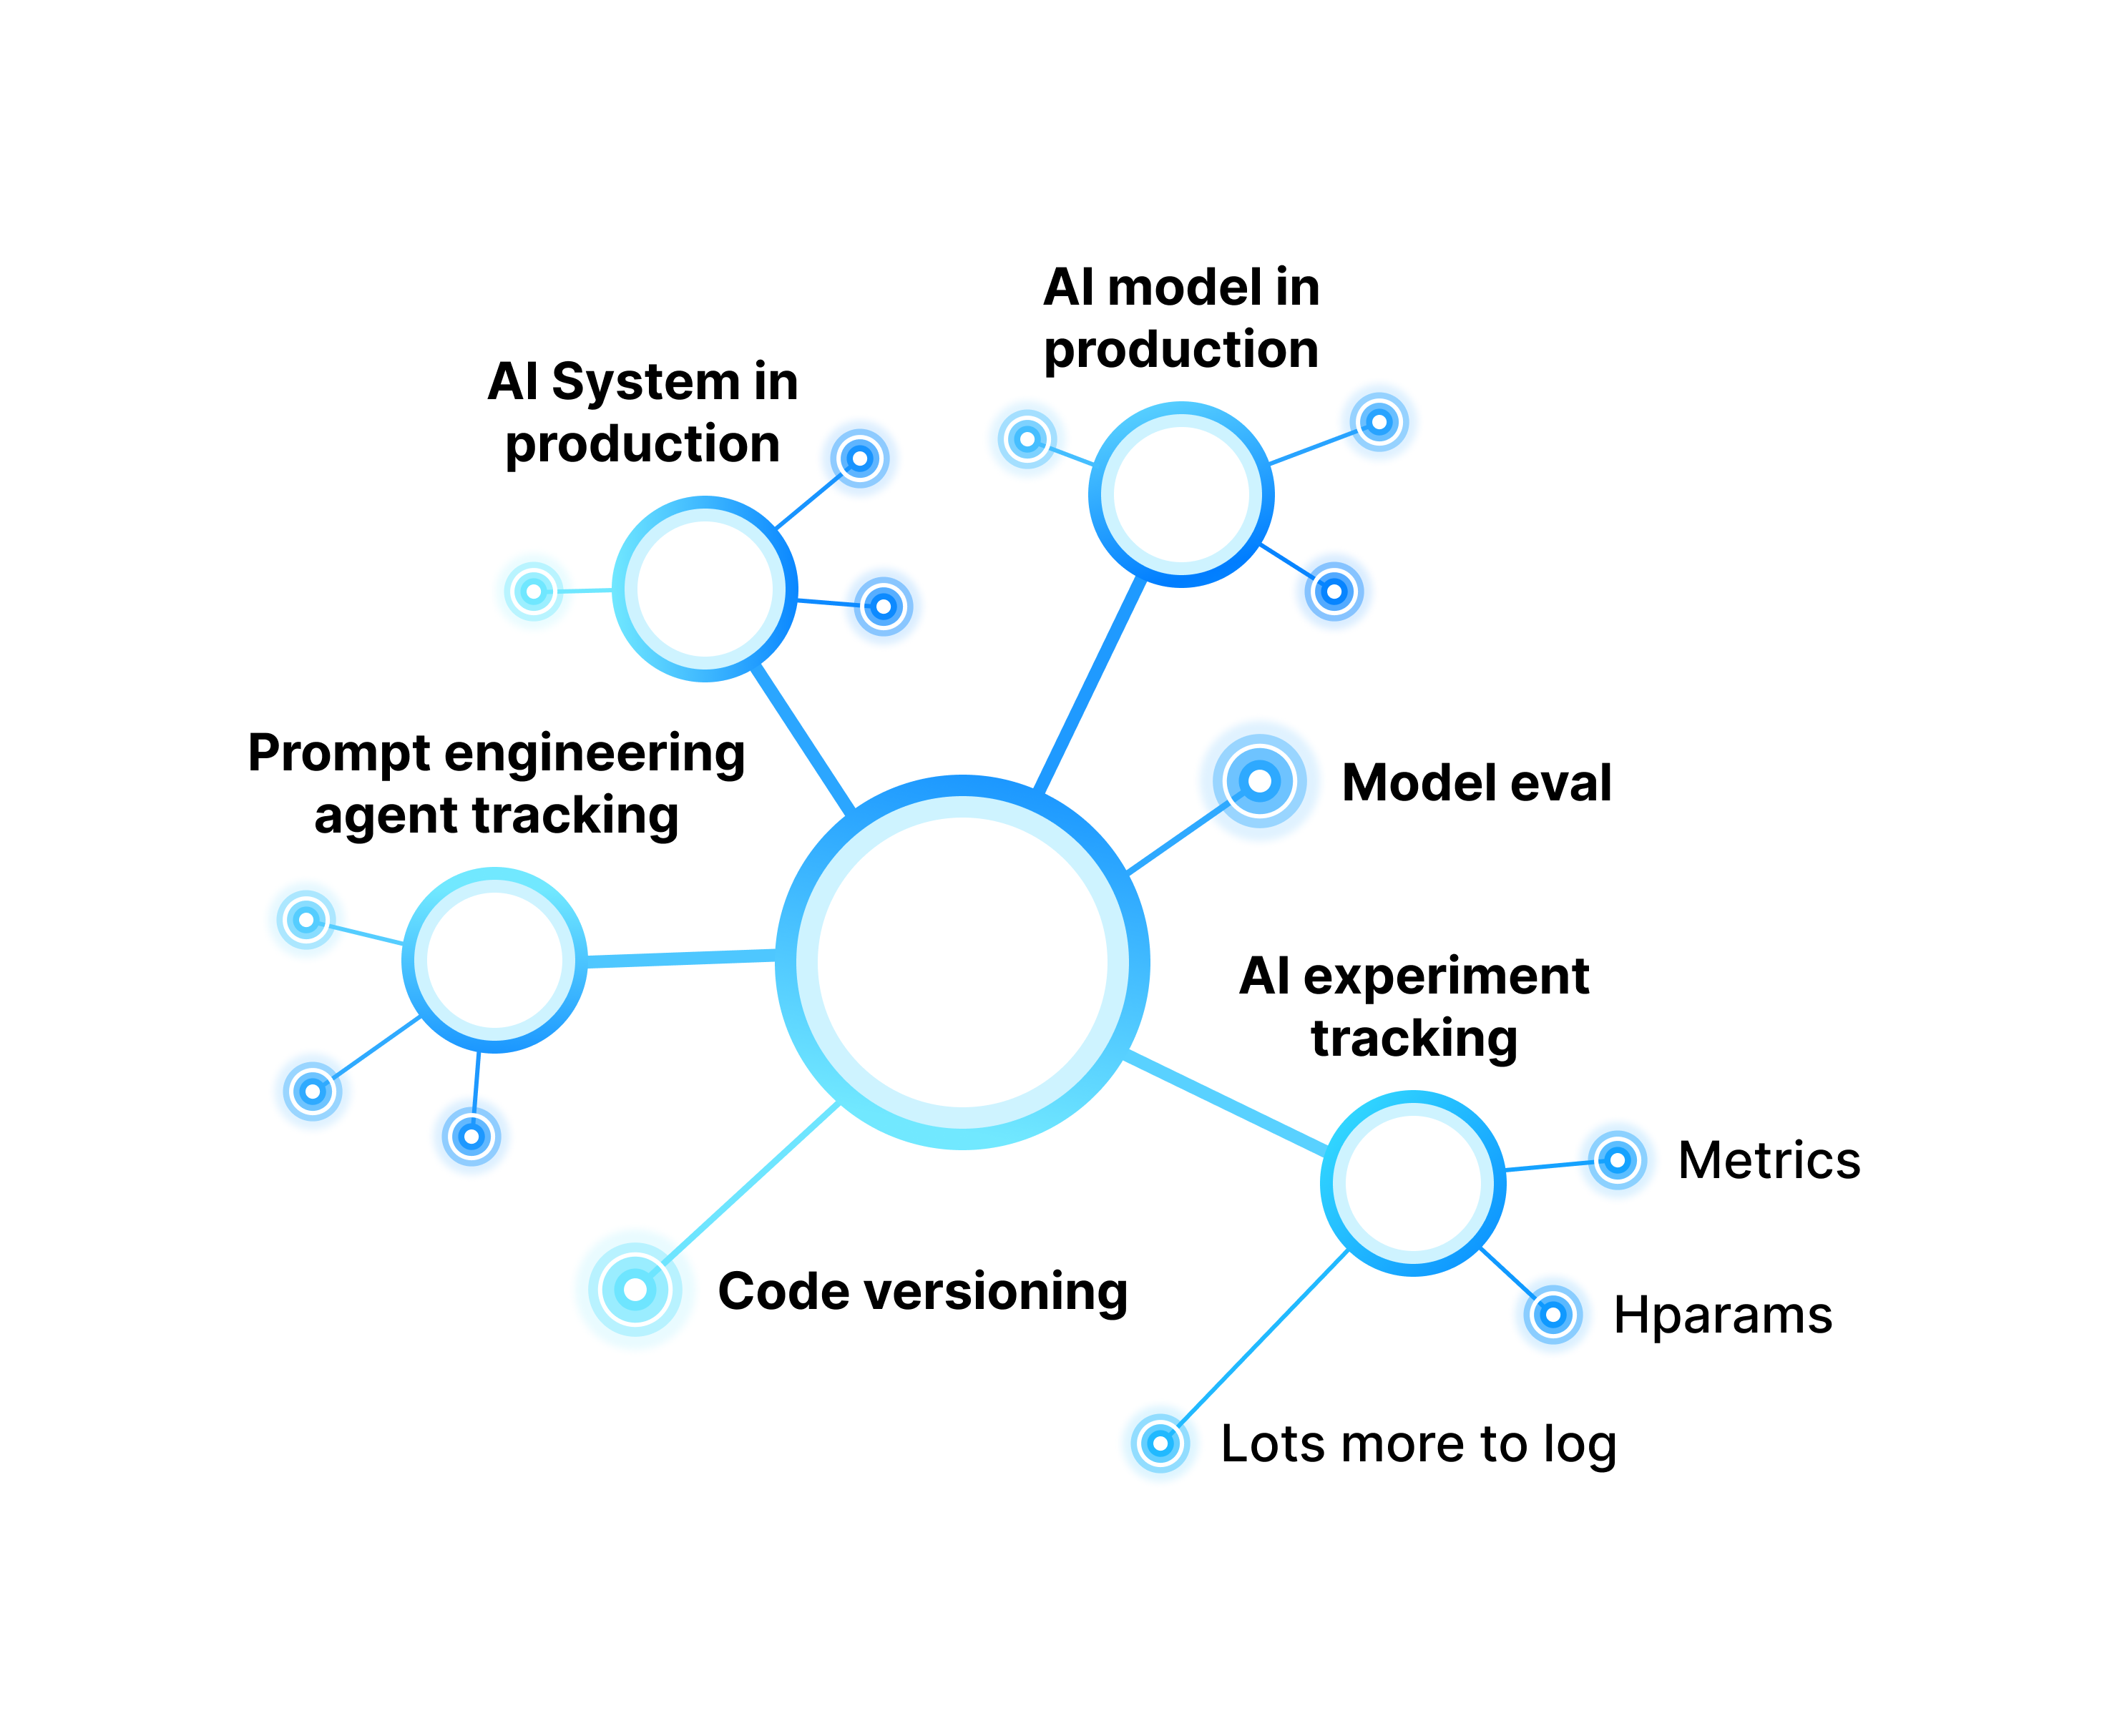 AI model in
production
AI System in
production
Prompt engineering
agent tracking
Model eval
AI experiment
tracking
Metrics
Code versioning
Hparams
Lots more to log